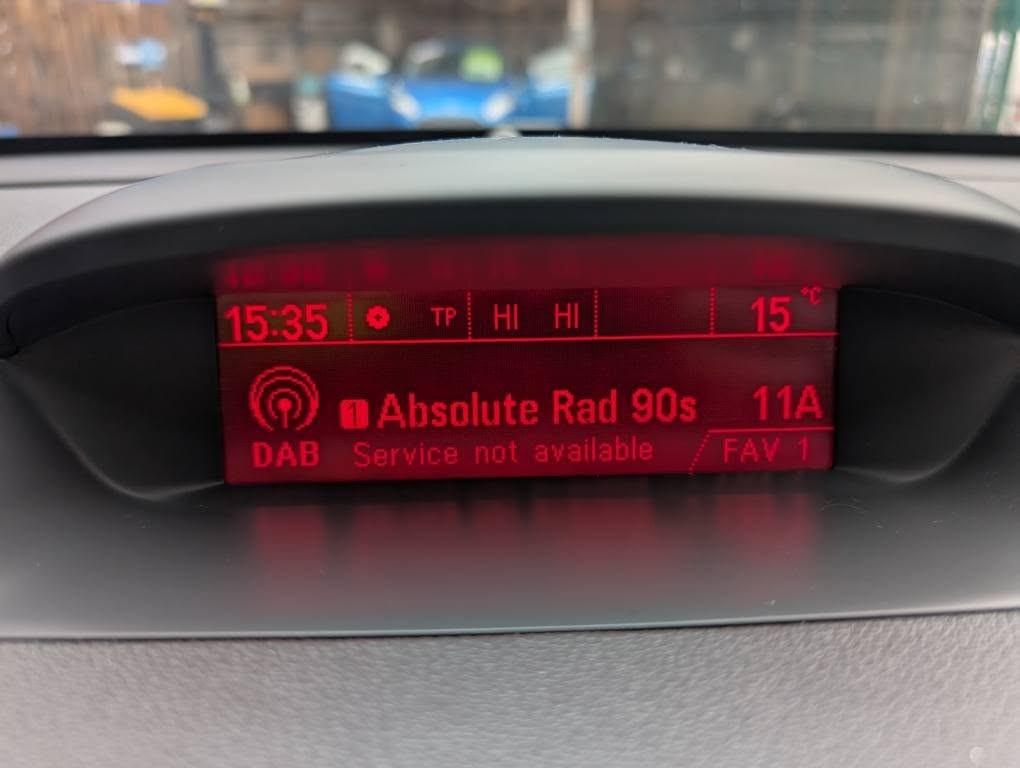 15:35 TP HI HI 15 °C
1 Absolute Rad 90s 11A
DAB Service not available FAV 1